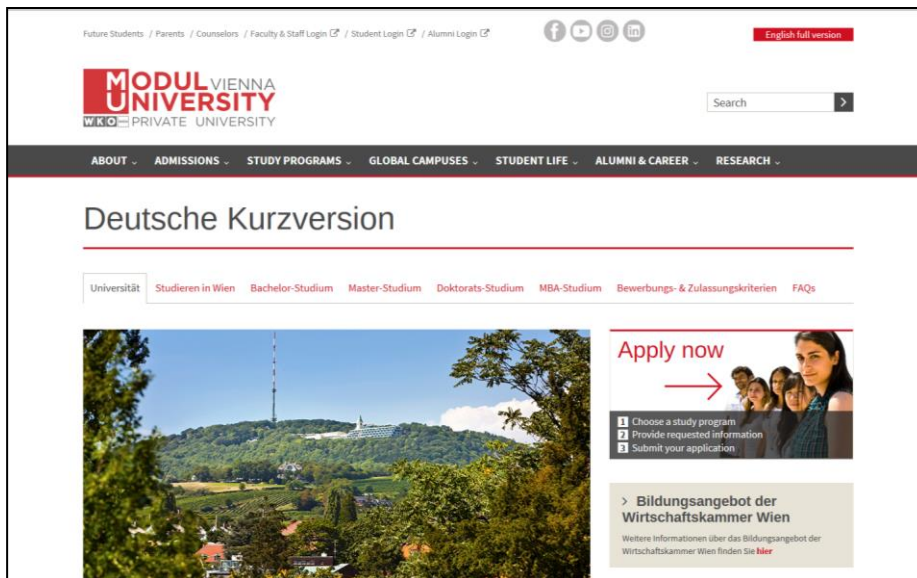 Future Students / Parents / Counselors / Faculty & Staff Login / Student Login / Alumni Login
English full version
MODUL VIENNA
UNIVERSITY
WKO PRIVATE UNIVERSITY
Search
ABOUT ADMISSIONS STUDY PROGRAMS GLOBAL CAMPUSES STUDENT LIFE ALUMNI & CAREER RESEARCH
Deutsche Kurzversion
Universität Studieren in Wien Bachelor-Studium Master-Studium Doktorats-Studium MBA-Studium Bewerbungs- & Zulassungskriterien FAQs
Apply now
1 Choose a study program
2 Provide requested information
3 Submit your application
> Bildungsangebot der
Wirtschaftskammer Wien
Weitere Informationen über das Bildungsangebot der
Wirtschaftskammer Wien finden Sie hier